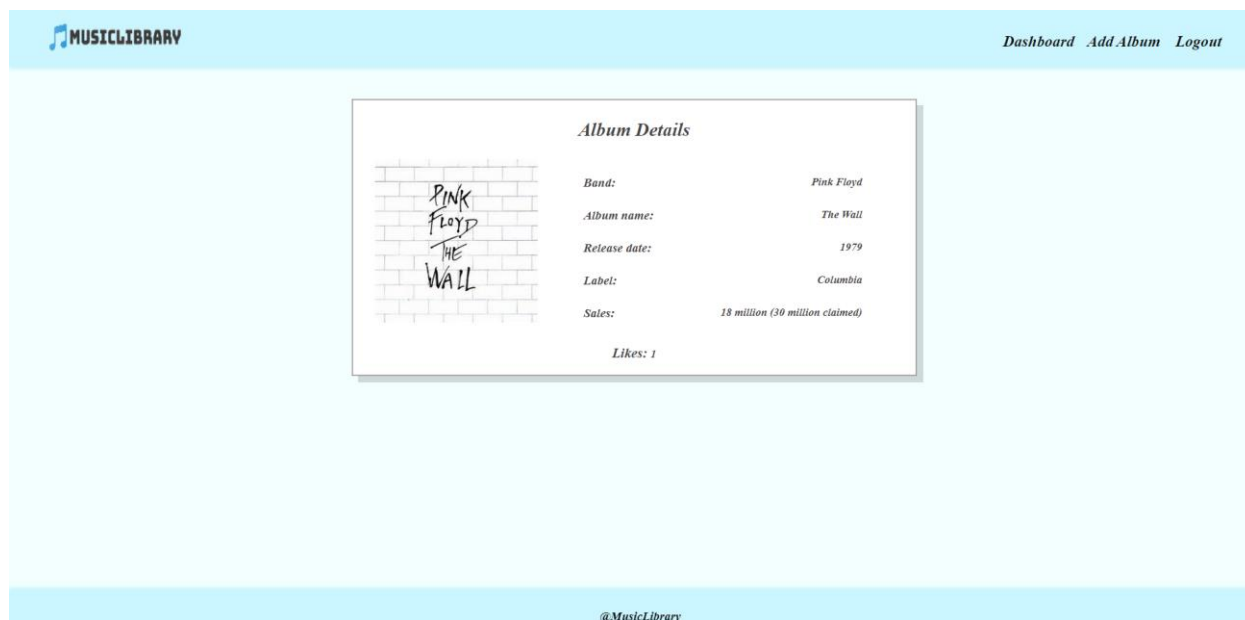 MUSICLIBRARY
Dashboard Add Album Logout
Album Details
PINK
FLOYD
THE
WALL
Band: Pink Floyd
Album name: The Wall
Release date: 1979
Label: Columbia
Sales: 18 million (30 million claimed)
Likes: 1
@MusicLibrary